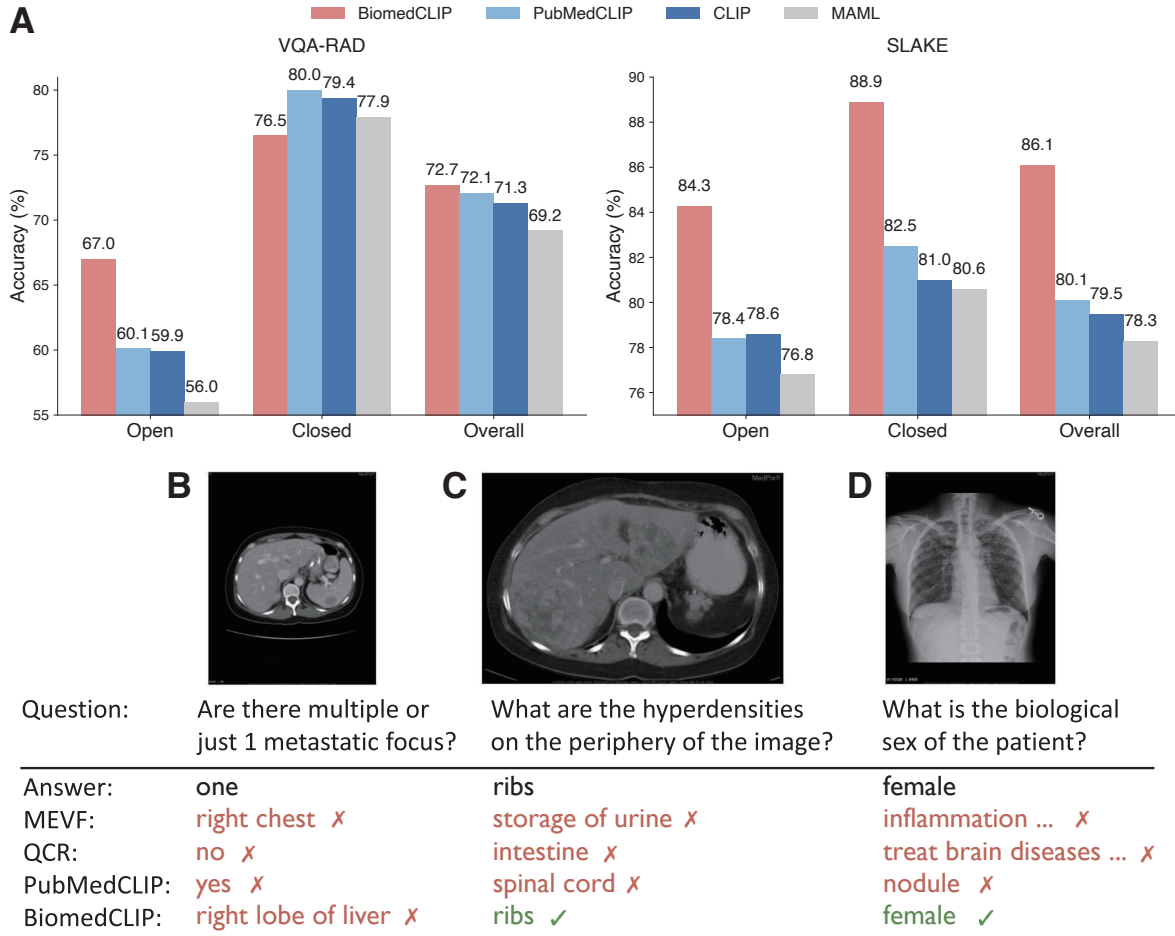 A
BiomedCLIP PubMedCLIP CLIP MAML
VQA-RAD
SLAKE
Accuracy (%)
80
75
70
65
60
55
67.0
60.1
59.9
56.0
76.5
80.0
79.4
77.9
72.7
72.1
71.3
69.2
Open Closed Overall
Accuracy (%)
90
88
86
84
82
80
78
76
84.3
78.4
78.6
76.8
88.9
82.5
81.0
80.6
86.1
80.1
79.5
78.3
Open Closed Overall
B
C
MedPix®
D
Question:
Are there multiple or
just 1 metastatic focus?
What are the hyperdensities
on the periphery of the image?
What is the biological
sex of the patient?
Answer: one ribs female
MEVF: right chest ✗ storage of urine ✗ inflammation ... ✗
QCR: no ✗ intestine ✗ treat brain diseases ... ✗
PubMedCLIP: yes ✗ spinal cord ✗ nodule ✗
BiomedCLIP: right lobe of liver ✗ ribs ✓ female ✓